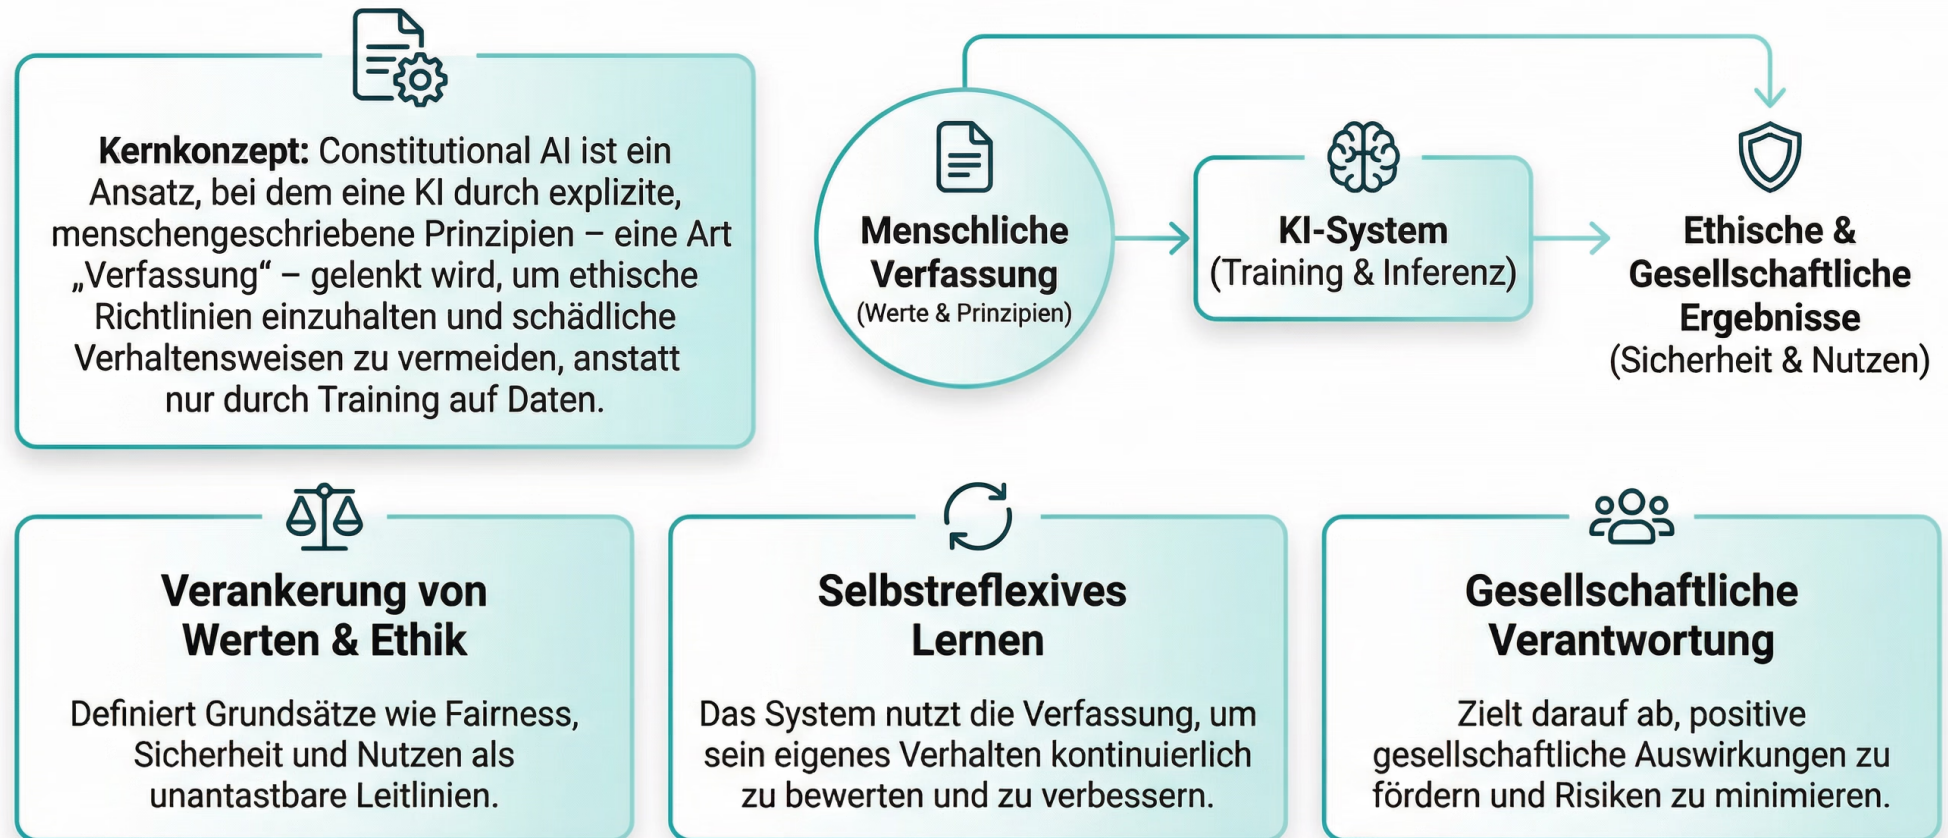 Kernkonzept: Constitutional AI ist ein
Ansatz, bei dem eine KI durch explizite,
menschengeschriebene Prinzipien – eine Art
„Verfassung“ – gelenkt wird, um ethische
Richtlinien einzuhalten und schädliche
Verhaltensweisen zu vermeiden, anstatt
nur durch Training auf Daten.
Menschliche
Verfassung
(Werte & Prinzipien)
KI-System
(Training & Inferenz)
Ethische &
Gesellschaftliche
Ergebnisse
(Sicherheit & Nutzen)
Verankerung von
Werten & Ethik
Definiert Grundsätze wie Fairness,
Sicherheit und Nutzen als
unantastbare Leitlinien.
Selbstreflexives
Lernen
Das System nutzt die Verfassung, um
sein eigenes Verhalten kontinuierlich
zu bewerten und zu verbessern.
Gesellschaftliche
Verantwortung
Zielt darauf ab, positive
gesellschaftliche Auswirkungen zu
fördern und Risiken zu minimieren.